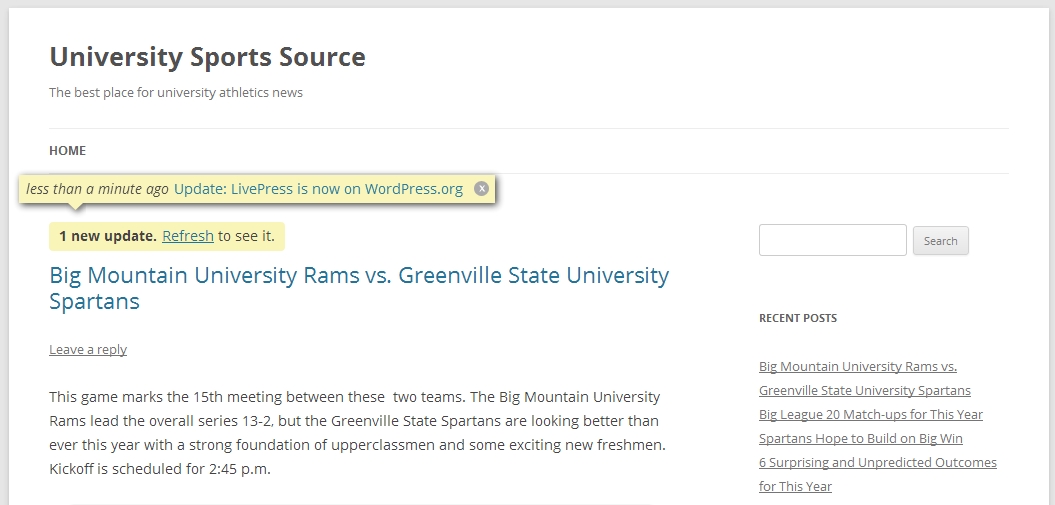 University Sports Source
The best place for university athletics news
HOME
less than a minute ago Update: LivePress is now on WordPress.org x
1 new update. Refresh to see it.
Search
Big Mountain University Rams vs. Greenville State University
Spartans
Leave a reply
This game marks the 15th meeting between these  two teams. The Big Mountain University
Rams lead the overall series 13-2, but the Greenville State Spartans are looking better than
ever this year with a strong foundation of upperclassmen and some exciting new freshmen.
Kickoff is scheduled for 2:45 p.m.
RECENT POSTS
Big Mountain University Rams vs.
Greenville State University Spartans
Big League 20 Match-ups for This Year
Spartans Hope to Build on Big Win
6 Surprising and Unpredicted Outcomes
for This Year